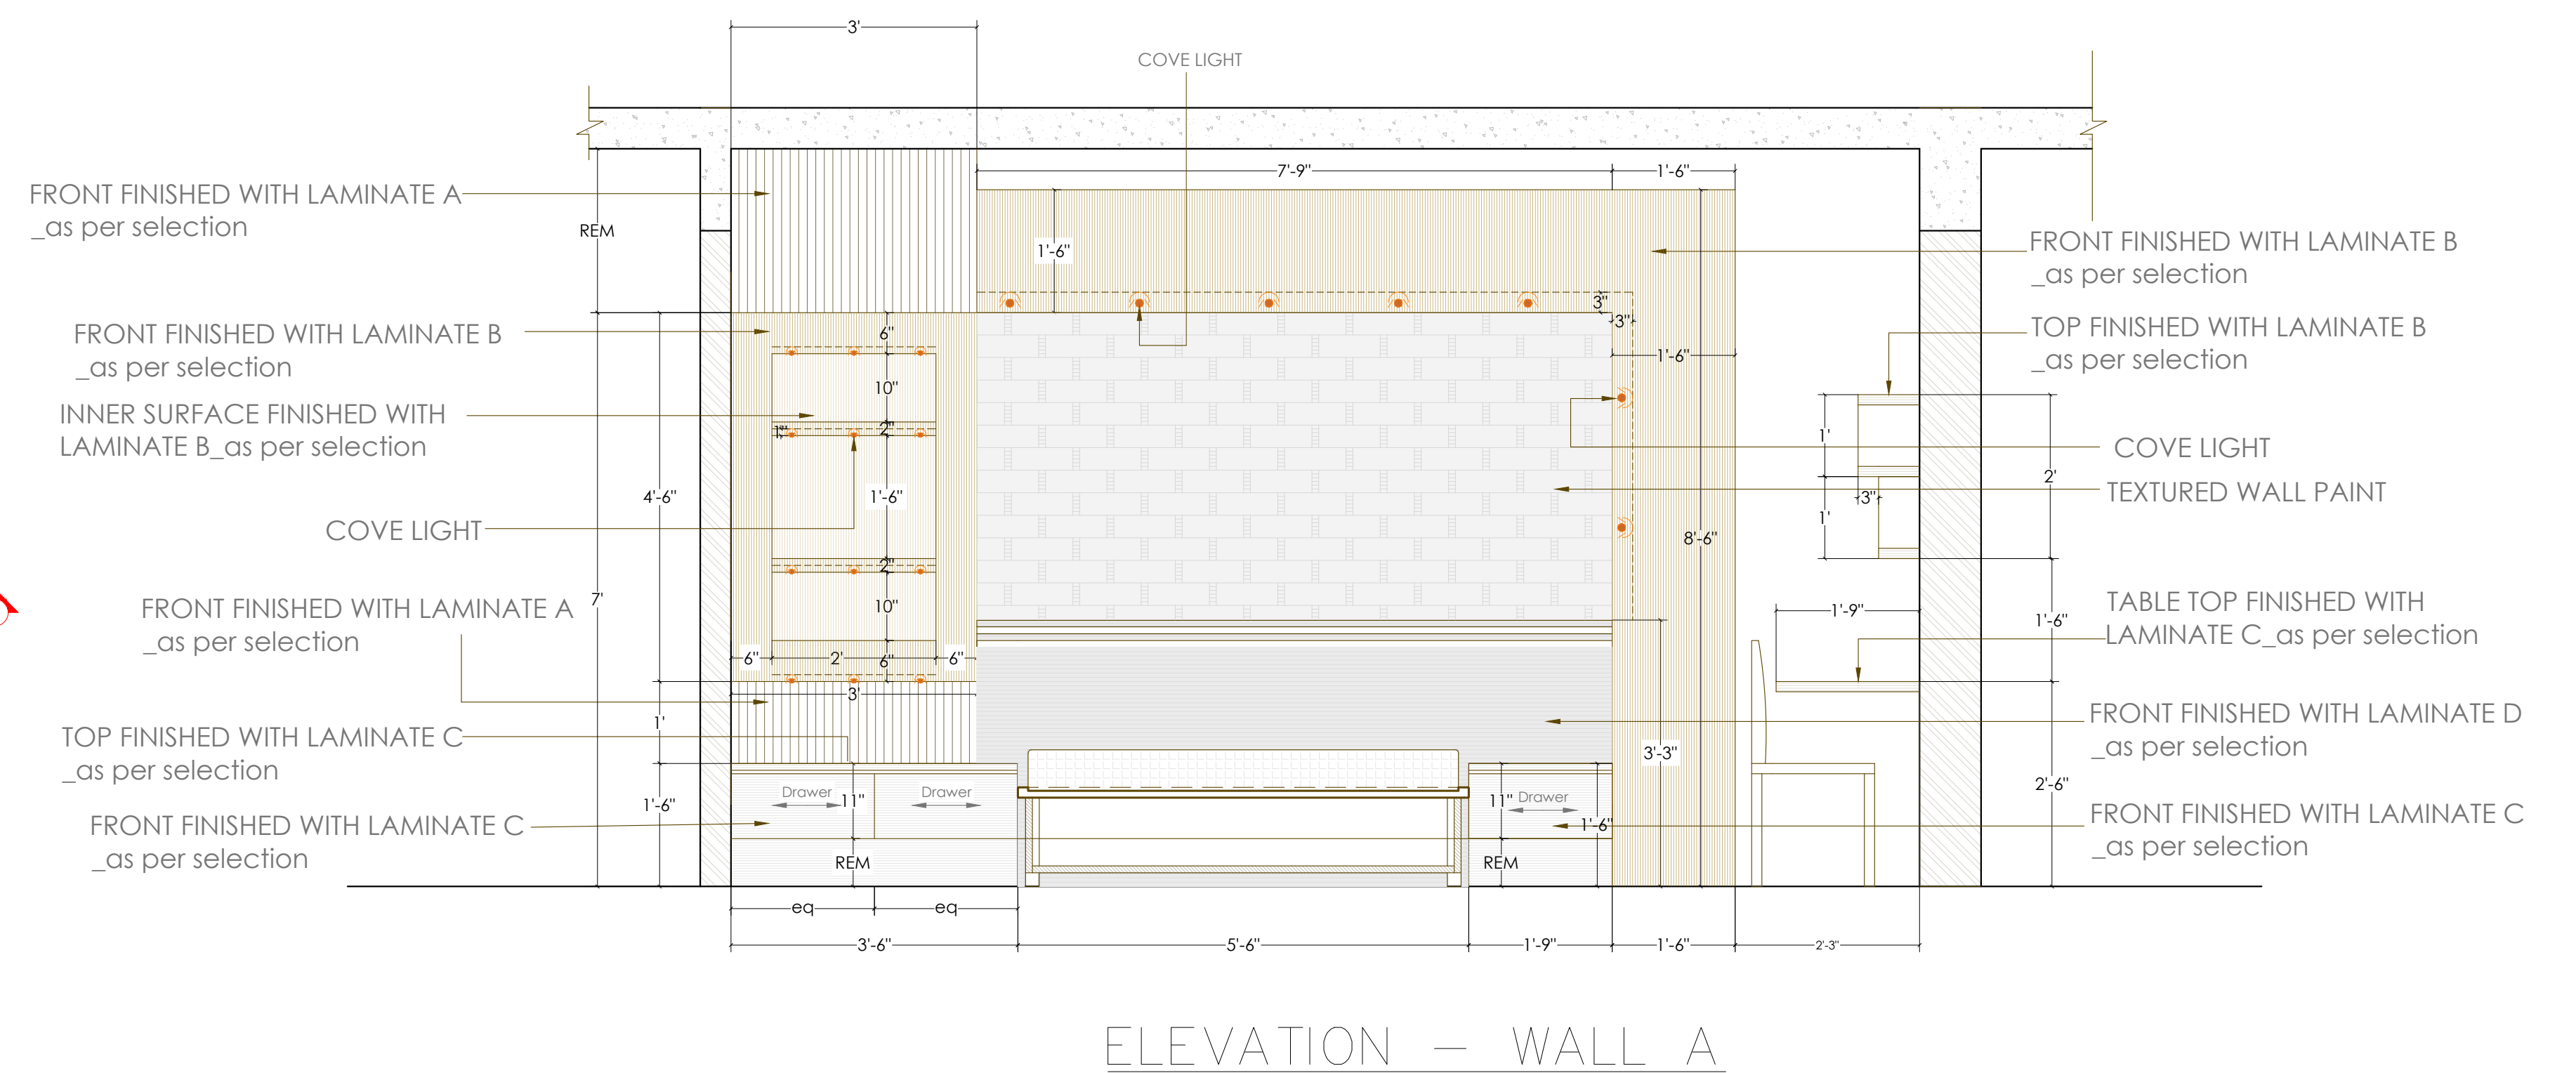 3'
COVE LIGHT
7'-9"
1'-6"
FRONT FINISHED WITH LAMINATE A
_as per selection
REM
1'-6"
FRONT FINISHED WITH LAMINATE B
_as per selection
3"
3"
FRONT FINISHED WITH LAMINATE B
_as per selection
6"
TOP FINISHED WITH LAMINATE B
_as per selection
1'-6"
10"
INNER SURFACE FINISHED WITH
LAMINATE B_as per selection
1"
2"
1'
COVE LIGHT
2'
4'-6"
1'-6"
3"
TEXTURED WALL PAINT
1'
COVE LIGHT
8'-6"
2"
7'
10"
FRONT FINISHED WITH LAMINATE A
_as per selection
1'-9"
1'-6"
TABLE TOP FINISHED WITH
LAMINATE C_as per selection
6"
2'
6"
6"
3'
1'
TOP FINISHED WITH LAMINATE C
_as per selection
FRONT FINISHED WITH LAMINATE D
_as per selection
3'-3"
2'-6"
1'-6"
Drawer
11"
Drawer
11"
Drawer
1'-6"
FRONT FINISHED WITH LAMINATE C
_as per selection
FRONT FINISHED WITH LAMINATE C
_as per selection
REM
REM
eq
eq
3'-6"
5'-6"
1'-9"
1'-6"
2'-3"
ELEVATION - WALL A